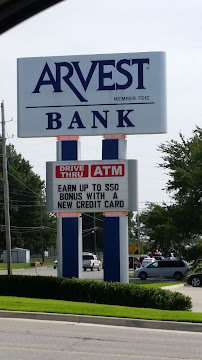 ARVEST
MEMBER FDIC
BANK
DRIVE THRU ATM
EARN UP TO $50
BONUS WITH A
NEW CREDIT CARD